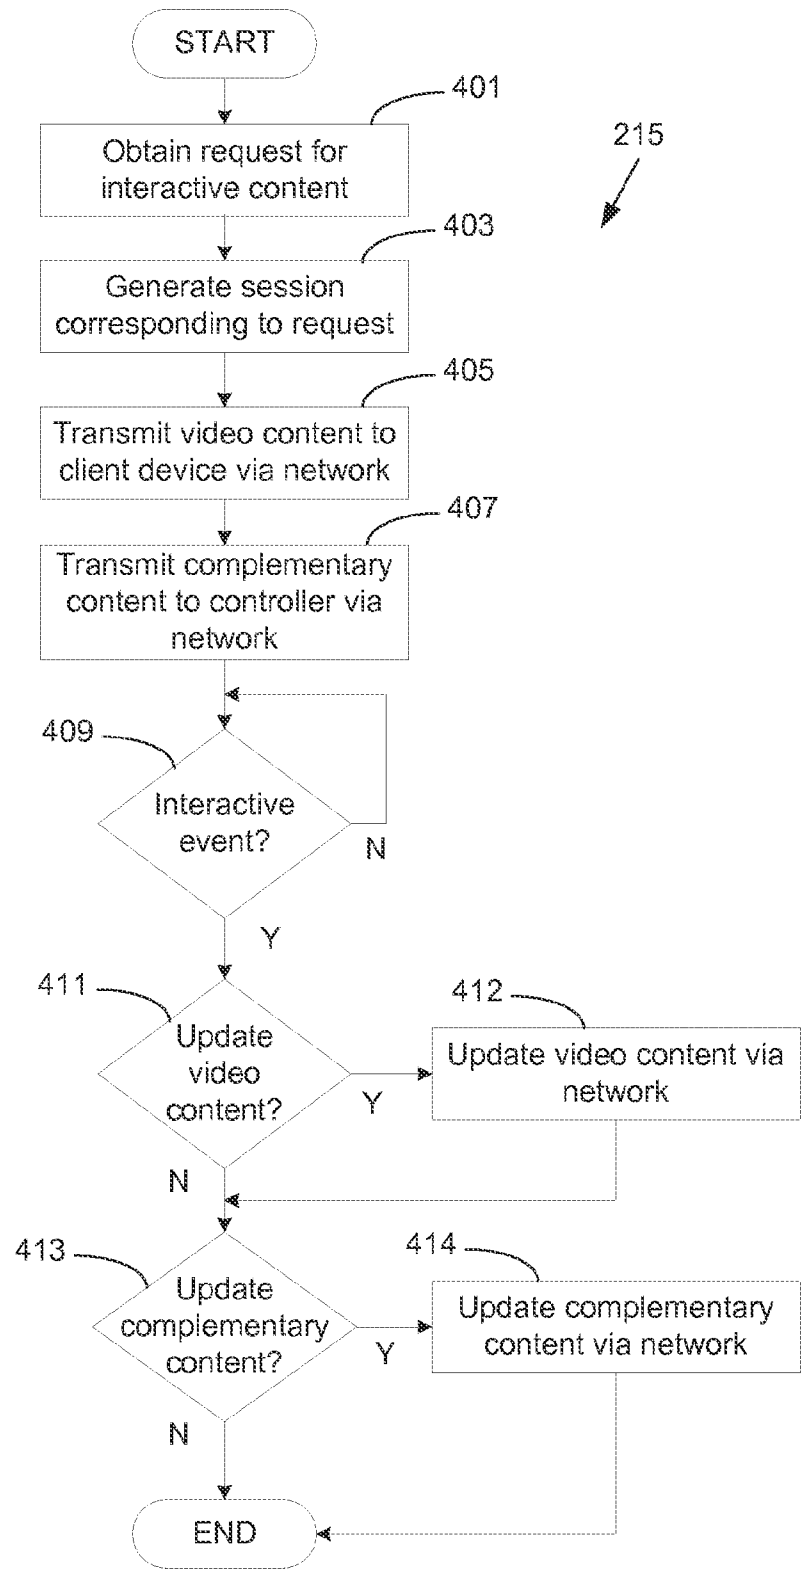 START
401
Obtain request for
interactive content
215
403
Generate session
corresponding to request
405
Transmit video content to
client device via network
407
Transmit complementary
content to controller via
network
409
Interactive
event?
N
Y
411
Update
video
content?
Y
N
412
Update video content via
network
413
Update
complementary
content?
Y
N
414
Update complementary
content via network
END